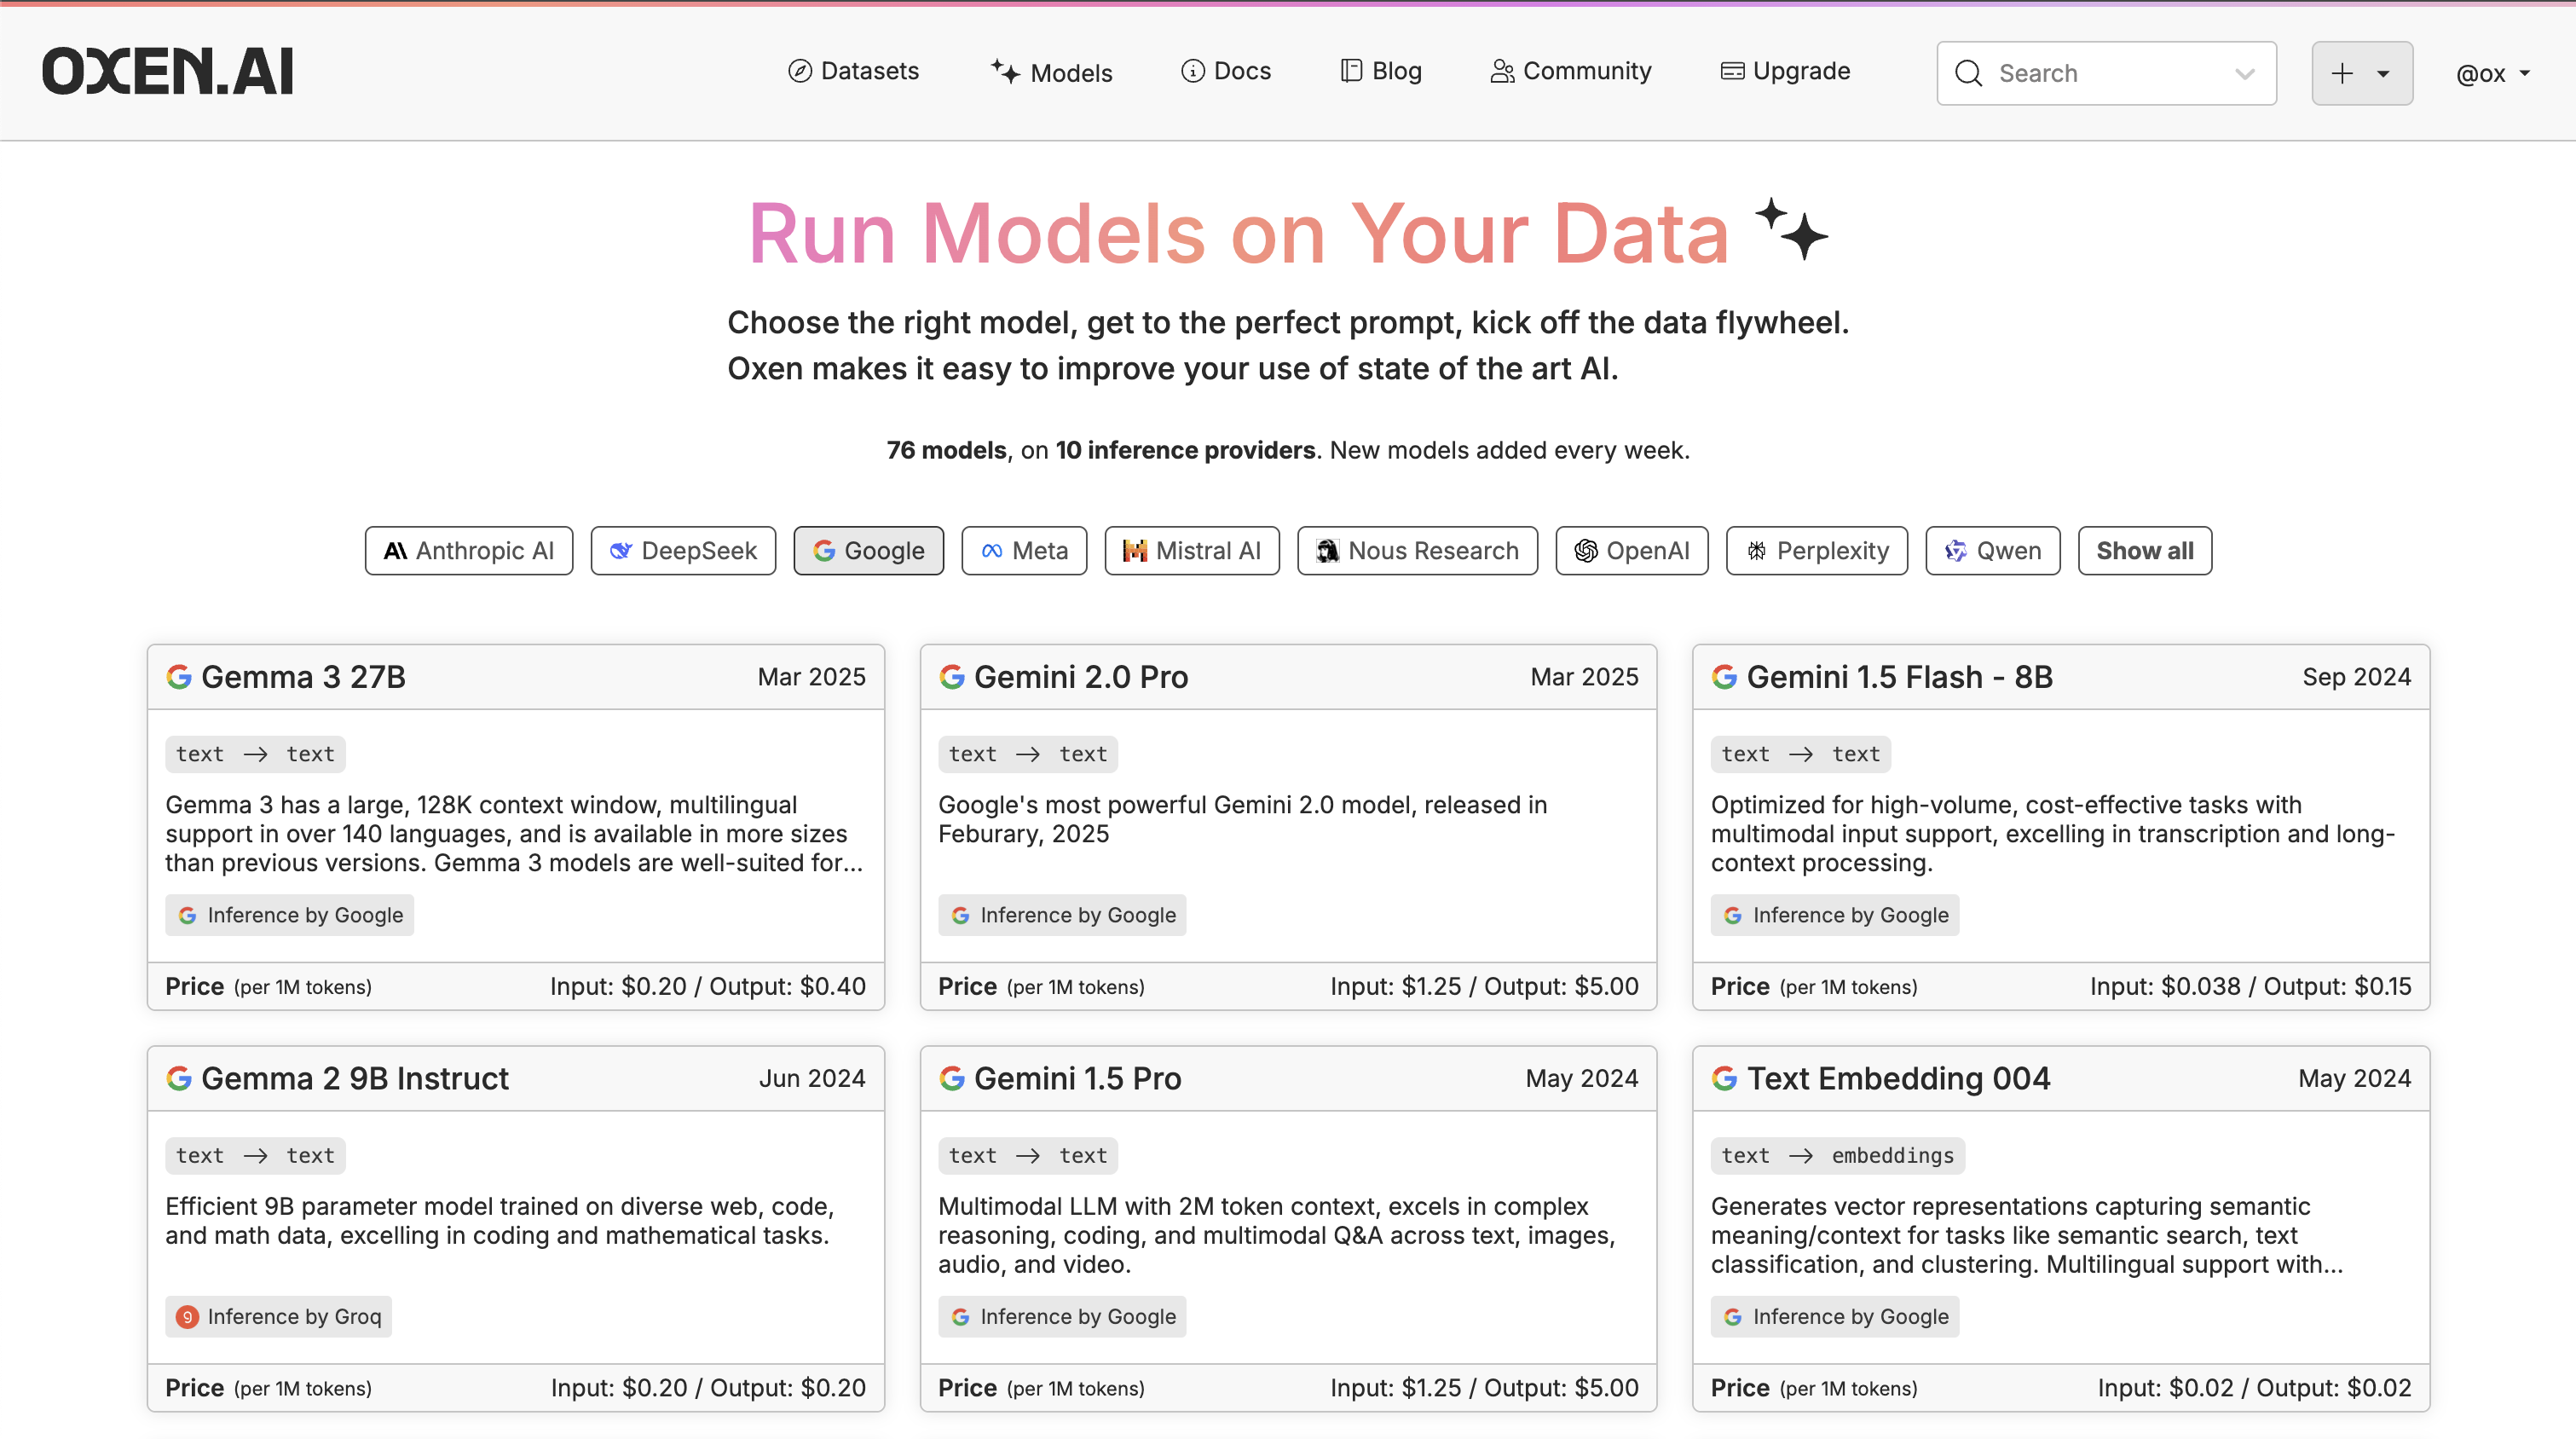 OXEN.AI
Datasets Models Docs Blog Community Upgrade Search @ox
Run Models on Your Data
Choose the right model, get to the perfect prompt, kick off the data flywheel.
Oxen makes it easy to improve your use of state of the art AI.
76 models, on 10 inference providers. New models added every week.
Anthropic AI DeepSeek Google Meta Mistral AI Nous Research OpenAI Perplexity Qwen Show all
Gemma 3 27B Mar 2025
text → text
Gemma 3 has a large, 128K context window, multilingual
support in over 140 languages, and is available in more sizes
than previous versions. Gemma 3 models are well-suited for...
Inference by Google
Price (per 1M tokens) Input: $0.20 / Output: $0.40
Gemini 2.0 Pro Mar 2025
text → text
Google's most powerful Gemini 2.0 model, released in
Feburary, 2025
Inference by Google
Price (per 1M tokens) Input: $1.25 / Output: $5.00
Gemini 1.5 Flash - 8B Sep 2024
text → text
Optimized for high-volume, cost-effective tasks with
multimodal input support, excelling in transcription and long-
context processing.
Inference by Google
Price (per 1M tokens) Input: $0.038 / Output: $0.15
Gemma 2 9B Instruct Jun 2024
text → text
Efficient 9B parameter model trained on diverse web, code,
and math data, excelling in coding and mathematical tasks.
Inference by Groq
Price (per 1M tokens) Input: $0.20 / Output: $0.20
Gemini 1.5 Pro May 2024
text → text
Multimodal LLM with 2M token context, excels in complex
reasoning, coding, and multimodal Q&A across text, images,
audio, and video.
Inference by Google
Price (per 1M tokens) Input: $1.25 / Output: $5.00
Text Embedding 004 May 2024
text → embeddings
Generates vector representations capturing semantic
meaning/context for tasks like semantic search, text
classification, and clustering. Multilingual support with...
Inference by Google
Price (per 1M tokens) Input: $0.02 / Output: $0.02